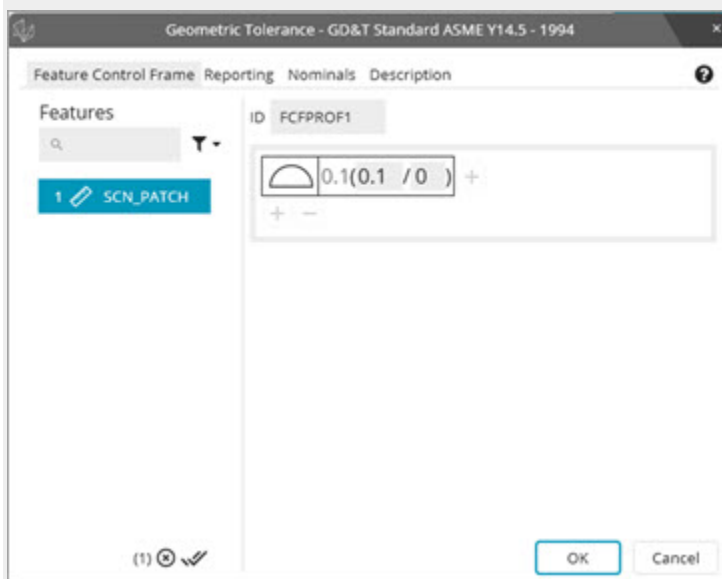 Geometric Tolerance - GD&T Standard ASME Y14.5 - 1994
Feature Control Frame Reporting Nominals Description
Features
ID FCFPROF1
0.1(0.1 / 0 )
1 SCN_PATCH
(1)
OK Cancel